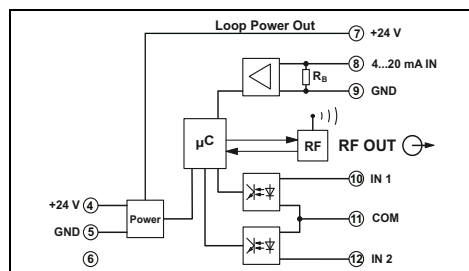 Loop Power Out
7 +24 V
8 4...20 mA IN
RB
9 GND
µC
RF
RF OUT
10 IN 1
+24 V 4
Power
11 COM
GND 5
6
12 IN 2